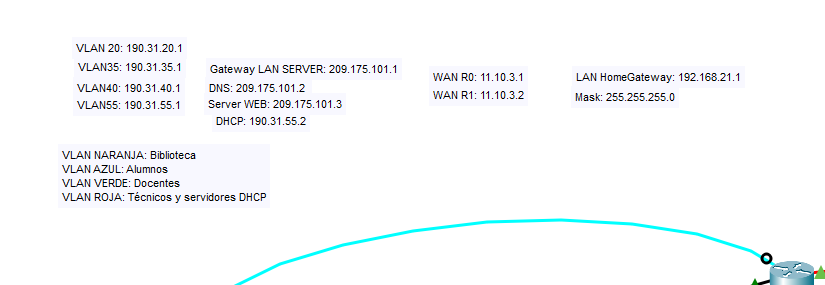 VLAN 20: 190.31.20.1
VLAN35: 190.31.35.1
VLAN40: 190.31.40.1
VLAN55: 190.31.55.1
Gateway LAN SERVER: 209.175.101.1
DNS: 209.175.101.2
Server WEB: 209.175.101.3
DHCP: 190.31.55.2
WAN R0: 11.10.3.1
WAN R1: 11.10.3.2
LAN HomeGateway: 192.168.21.1
Mask: 255.255.255.0
VLAN NARANJA: Biblioteca
VLAN AZUL: Alumnos
VLAN VERDE: Docentes
VLAN ROJA: Técnicos y servidores DHCP